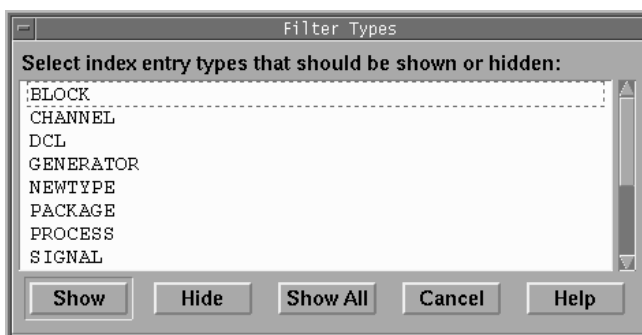 Filter Types
Select index entry types that should be shown or hidden:
BLOCK
CHANNEL
DCL
GENERATOR
NEWTYPE
PACKAGE
PROCESS
SIGNAL
Show Hide Show All Cancel Help